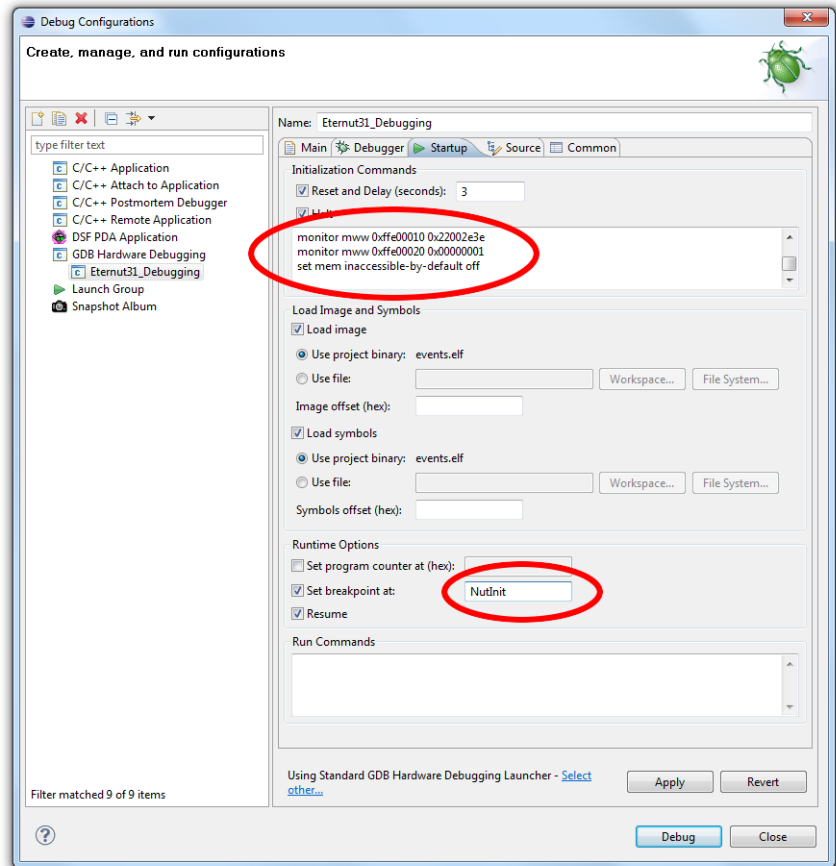 Debug Configurations
Create, manage, and run configurations
type filter text
C/C++ Application
C/C++ Attach to Application
C/C++ Postmortem Debugger
C/C++ Remote Application
DSF PDA Application
GDB Hardware Debugging
Eternut31_Debugging
Launch Group
Snapshot Album
Filter matched 9 of 9 items
Name: Eternut31_Debugging
Main Debugger Startup Source Common
Initialization Commands
Reset and Delay (seconds): 3
monitor mww 0xffe00010 0x22002e3e
monitor mww 0xffe00020 0x00000001
set mem inaccessible-by-default off
Load Image and Symbols
Load image
Use project binary: events.elf
Use file: Workspace... File System...
Image offset (hex):
Load symbols
Use project binary: events.elf
Use file: Workspace... File System...
Symbols offset (hex):
Runtime Options
Set program counter at (hex):
Set breakpoint at: NutInit
Resume
Run Commands
Using Standard GDB Hardware Debugging Launcher - Select
other...
Apply Revert
Debug Close